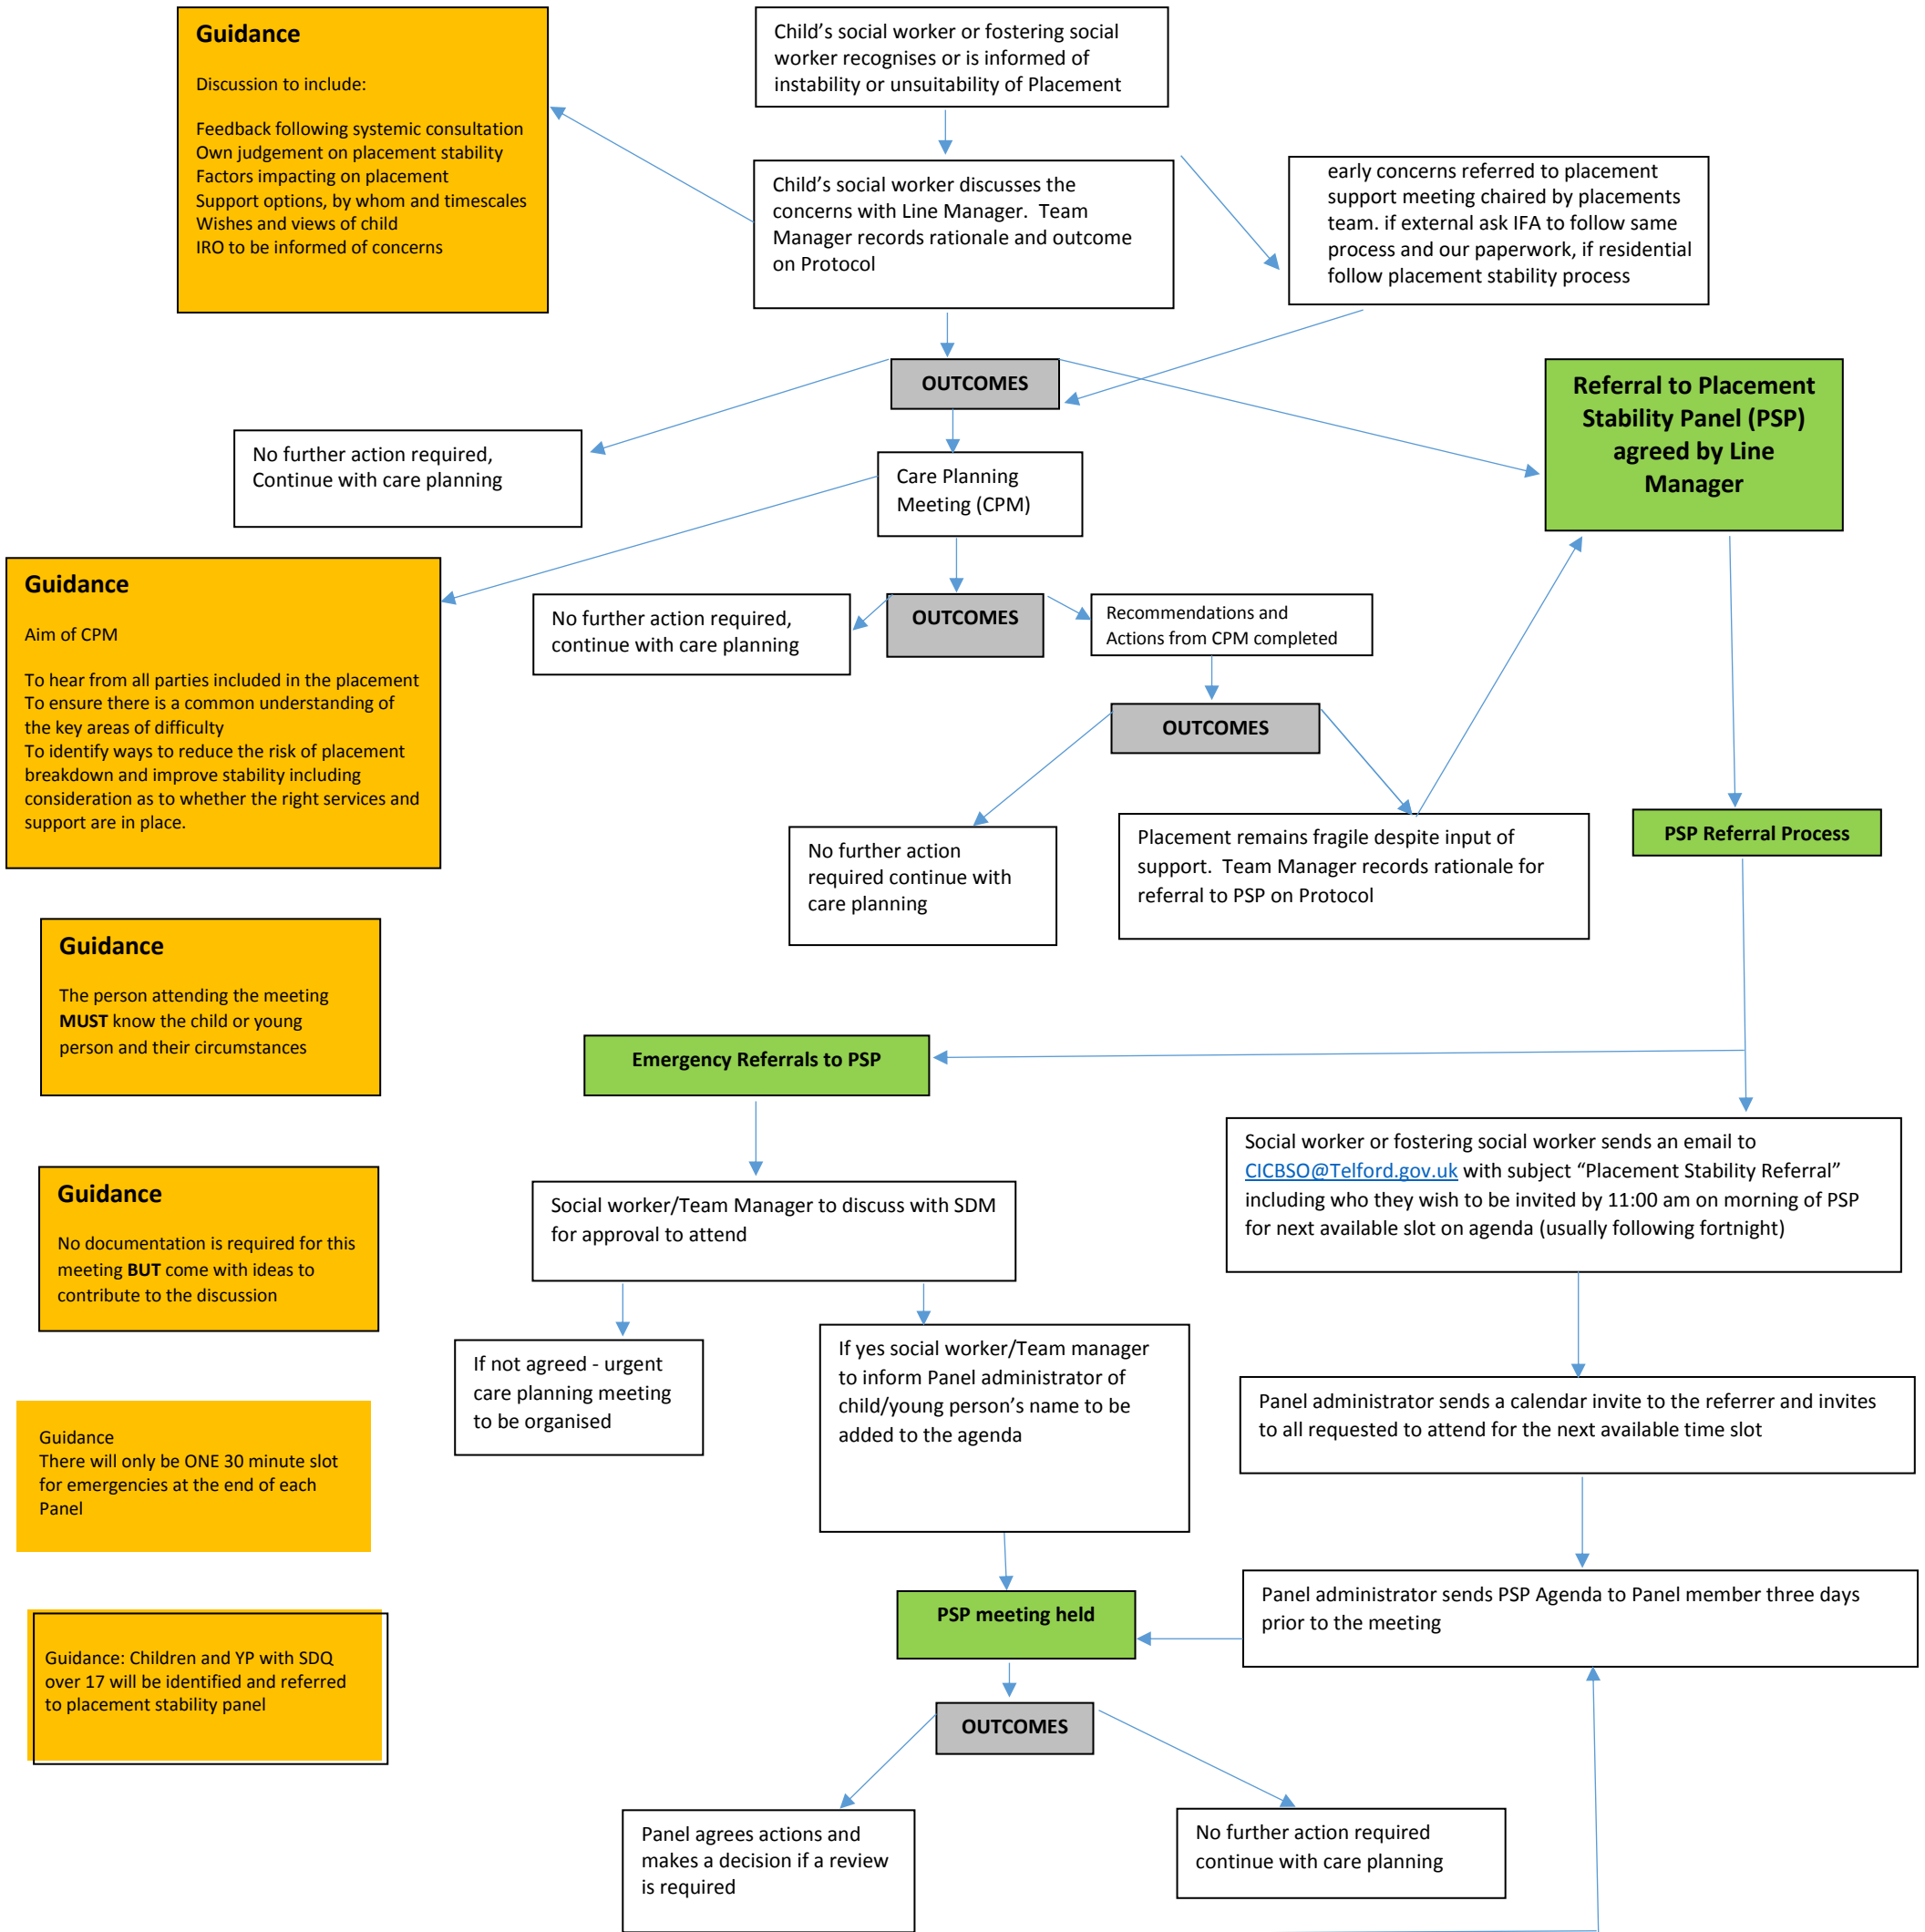 Guidance
Discussion to include:
Feedback following systemic consultation
Own judgement on placement stability
Factors impacting on placement
Support options, by whom and timescales
Wishes and views of child
IRO to be informed of concerns
Child’s social worker or fostering social
worker recognises or is informed of
instability or unsuitability of Placement
Child’s social worker discusses the
concerns with Line Manager. Team
Manager records rationale and outcome
on Protocol
early concerns referred to placement
support meeting chaired by placements
team. if external ask IFA to follow same
process and our paperwork, if residential
follow placement stability process
OUTCOMES
Referral to Placement
Stability Panel (PSP)
agreed by Line
Manager
No further action required,
Continue with care planning
Care Planning
Meeting (CPM)
Guidance
Aim of CPM
To hear from all parties included in the placement
To ensure there is a common understanding of
the key areas of difficulty
To identify ways to reduce the risk of placement
breakdown and improve stability including
consideration as to whether the right services and
support are in place.
No further action required,
continue with care planning
OUTCOMES
Recommendations and
Actions from CPM completed
OUTCOMES
No further action
required continue with
care planning
Placement remains fragile despite input of
support. Team Manager records rationale for
referral to PSP on Protocol
PSP Referral Process
Guidance
The person attending the meeting
MUST know the child or young
person and their circumstances
Emergency Referrals to PSP
Social worker or fostering social worker sends an email to
CICBSO@Telford.gov.uk with subject “Placement Stability Referral”
including who they wish to be invited by 11:00 am on morning of PSP
for next available slot on agenda (usually following fortnight)
Guidance
No documentation is required for this
meeting BUT come with ideas to
contribute to the discussion
Social worker/Team Manager to discuss with SDM
for approval to attend
If not agreed - urgent
care planning meeting
to be organised
If yes social worker/Team manager
to inform Panel administrator of
child/young person’s name to be
added to the agenda
Panel administrator sends a calendar invite to the referrer and invites
to all requested to attend for the next available time slot
Guidance
There will only be ONE 30 minute slot
for emergencies at the end of each
Panel
PSP meeting held
Panel administrator sends PSP Agenda to Panel member three days
prior to the meeting
Guidance: Children and YP with SDQ
over 17 will be identified and referred
to placement stability panel
OUTCOMES
Panel agrees actions and
makes a decision if a review
is required
No further action required
continue with care planning